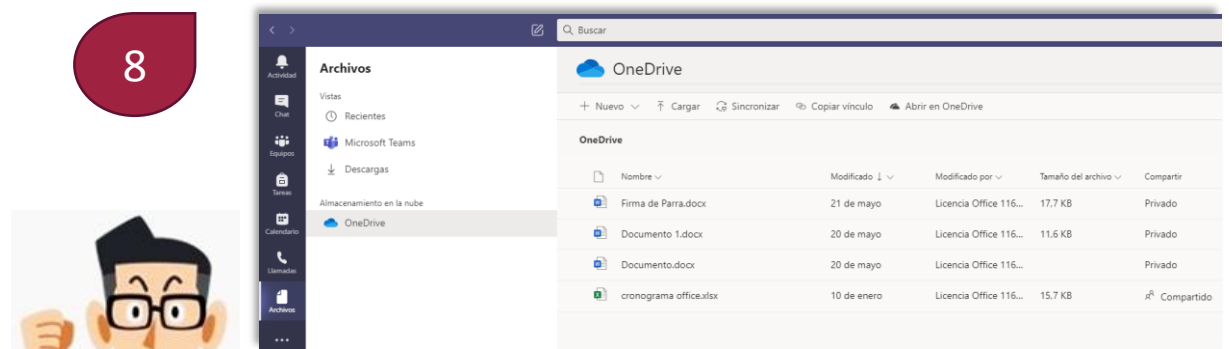 8
Buscar
Actividad
Chat
Equipos
Tareas
Calendario
Llamadas
Archivos
Archivos
Vistas
Recientes
Microsoft Teams
Descargas
Almacenamiento en la nube
OneDrive
OneDrive
+ Nuevo Cargar Sincronizar Copiar vínculo Abrir en OneDrive
OneDrive
Nombre Modificado ↓ Modificado por Tamaño del archivo Compartir
Firma de Parra.docx 21 de mayo Licencia Office 116... 17.7 KB Privado
Documento 1.docx 20 de mayo Licencia Office 116... 11,6 KB Privado
Documento.docx 20 de mayo Licencia Office 116... Privado
cronograma office.xlsx 10 de enero Licencia Office 116... 15,7 KB Compartido